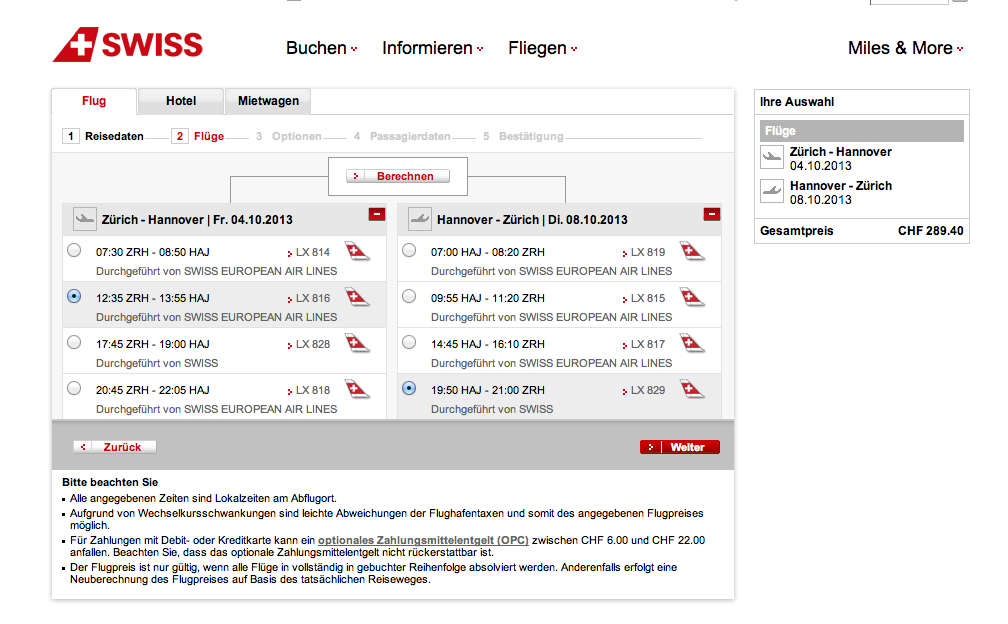 SWISS
Buchen
Informieren
Fliegen
Miles & More
Flug
Hotel
Mietwagen
1 Reisedaten 2 Flüge 3 Optionen 4 Passagierdaten 5 Bestätigung
Berechnen
Zürich - Hannover | Fr. 04.10.2013
07:30 ZRH - 08:50 HAJ LX 814
Durchgeführt von SWISS EUROPEAN AIR LINES
12:35 ZRH - 13:55 HAJ LX 816
Durchgeführt von SWISS EUROPEAN AIR LINES
17:45 ZRH - 19:00 HAJ LX 828
Durchgeführt von SWISS
20:45 ZRH - 22:05 HAJ LX 818
Durchgeführt von SWISS EUROPEAN AIR LINES
Hannover - Zürich | Di. 08.10.2013
07:00 HAJ - 08:20 ZRH LX 819
Durchgeführt von SWISS EUROPEAN AIR LINES
09:55 HAJ - 11:20 ZRH LX 815
Durchgeführt von SWISS EUROPEAN AIR LINES
14:45 HAJ - 16:10 ZRH LX 817
Durchgeführt von SWISS EUROPEAN AIR LINES
19:50 HAJ - 21:00 ZRH LX 829
Durchgeführt von SWISS
Zurück
Weiter
Bitte beachten Sie
Alle angegebenen Zeiten sind Lokalzeiten am Abflugort.
Aufgrund von Wechselkursschwankungen sind leichte Abweichungen der Flughafentaxen und somit des angegebenen Flugpreises
möglich.
Für Zahlungen mit Debit- oder Kreditkarte kann ein optionales Zahlungsmittelentgelt (OPC) zwischen CHF 6.00 und CHF 22.00
anfallen. Beachten Sie, dass das optionale Zahlungsmittelentgelt nicht rückerstattbar ist.
Der Flugpreis ist nur gültig, wenn alle Flüge in vollständig in gebuchter Reihenfolge absolviert werden. Anderenfalls erfolgt eine
Neuberechnung des Flugpreises auf Basis des tatsächlichen Reiseweges.
Ihre Auswahl
Flüge
Zürich - Hannover
04.10.2013
Hannover - Zürich
08.10.2013
Gesamtpreis CHF 289.40